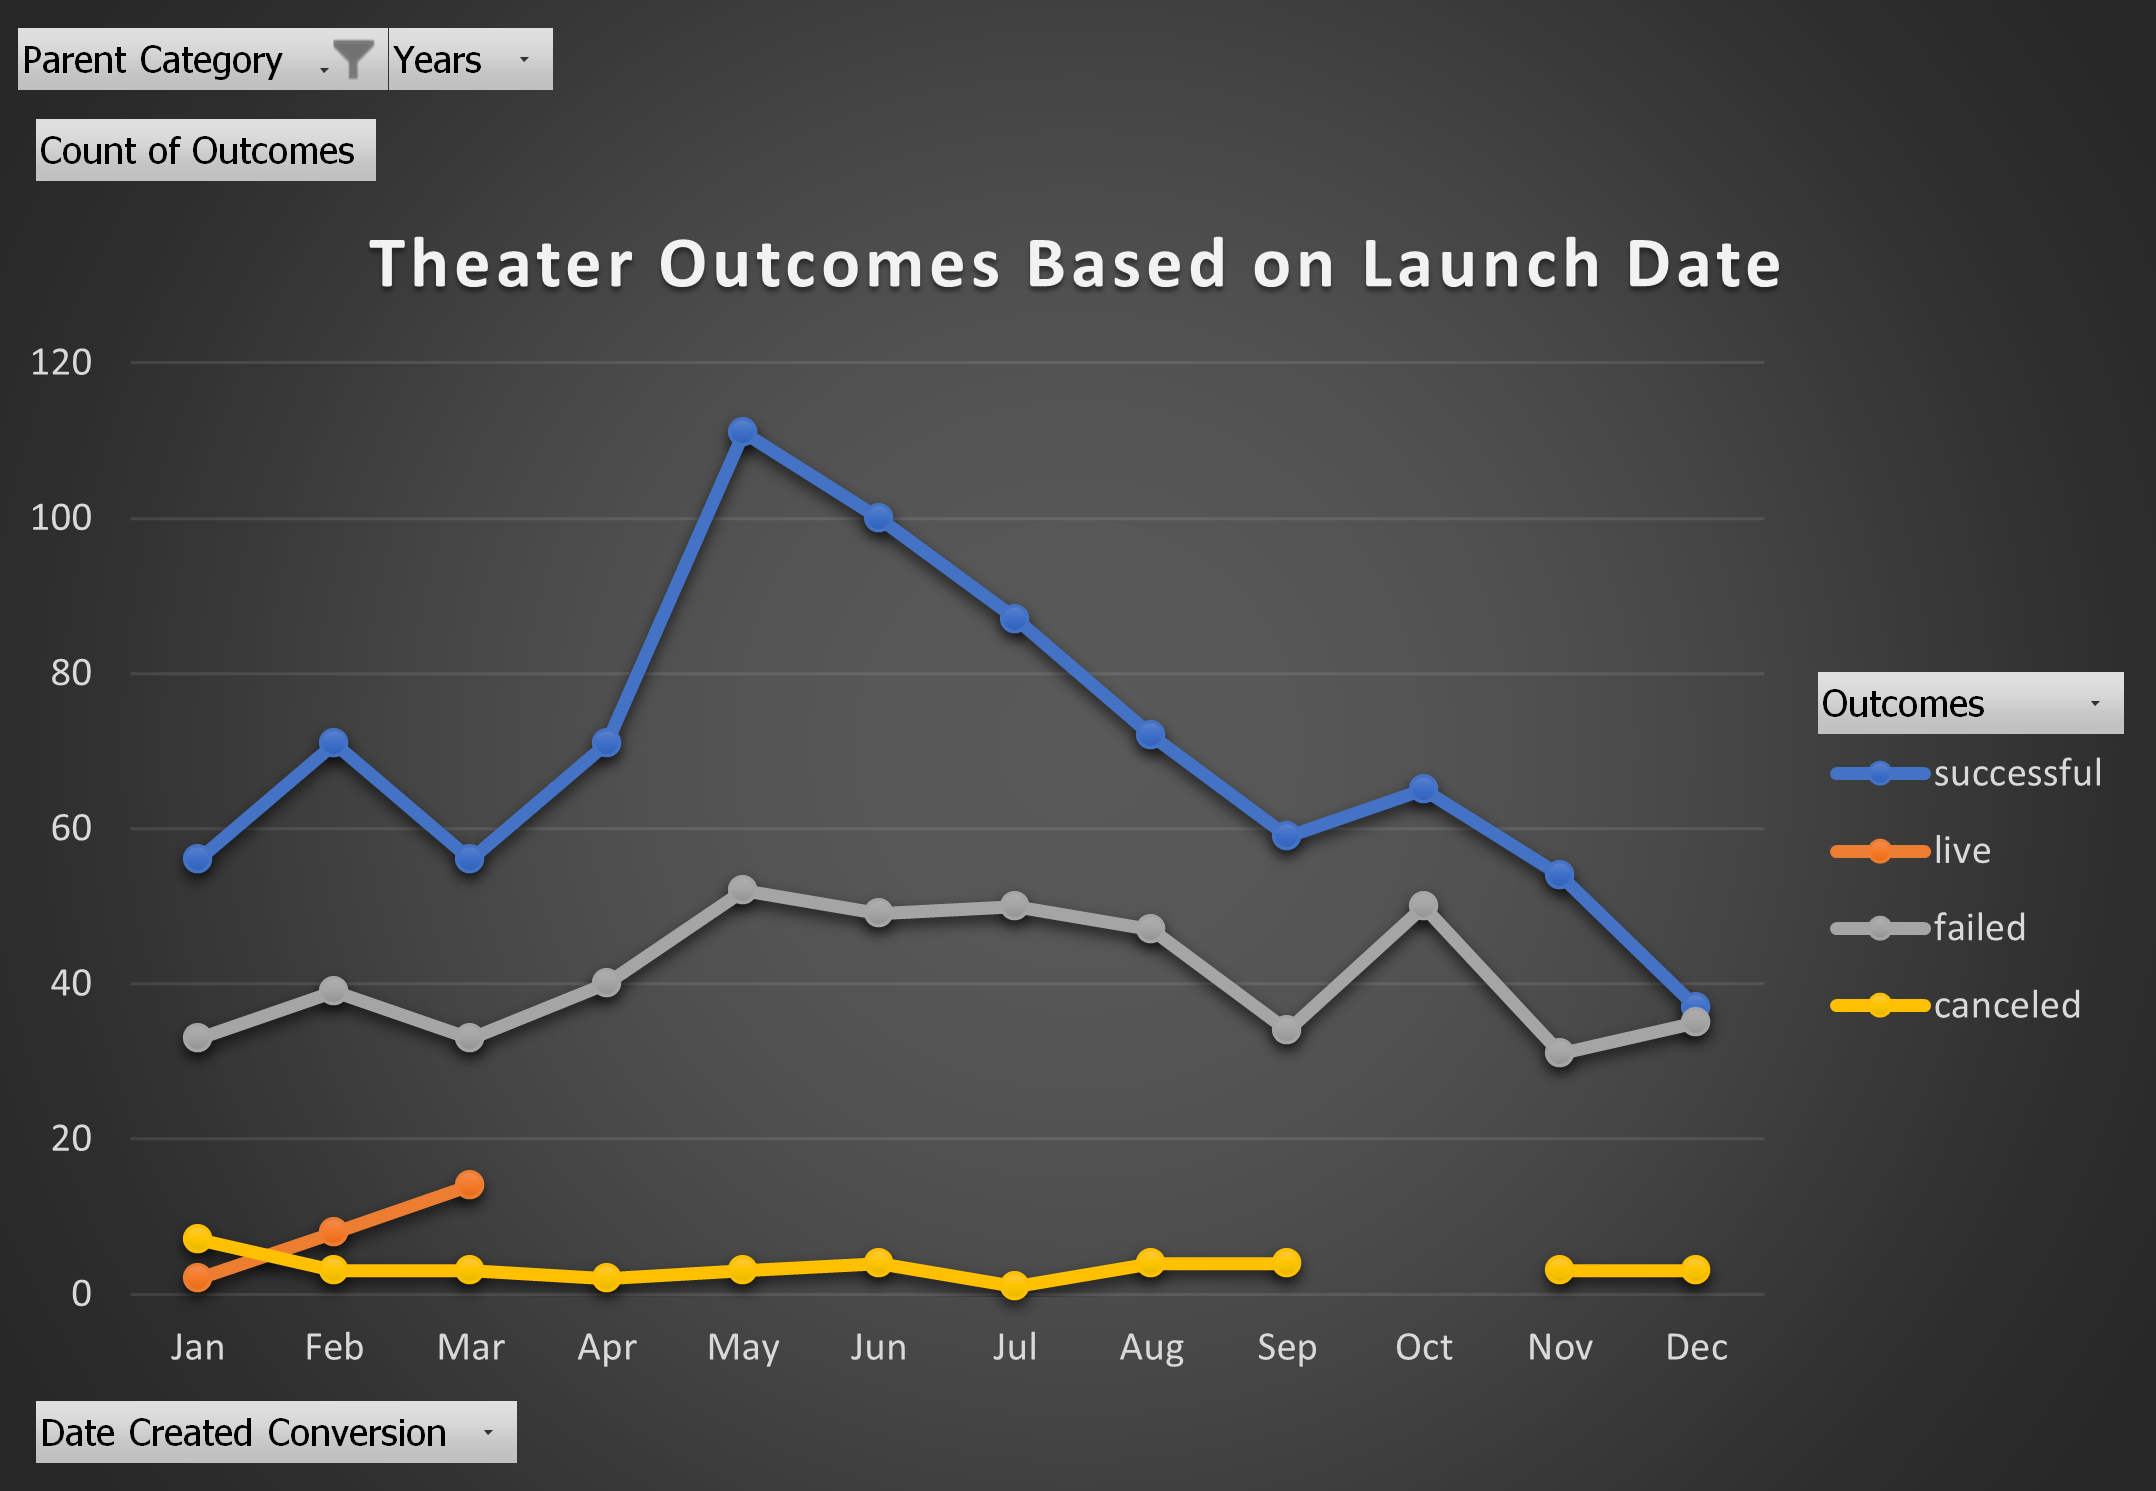 Parent Category Years
Count of Outcomes
Theater Outcomes Based on Launch Date
120
100
80
60
40
20
0
Jan Feb Mar Apr May Jun Jul Aug Sep Oct Nov Dec
Outcomes
successful
live
failed
canceled
Date Created Conversion